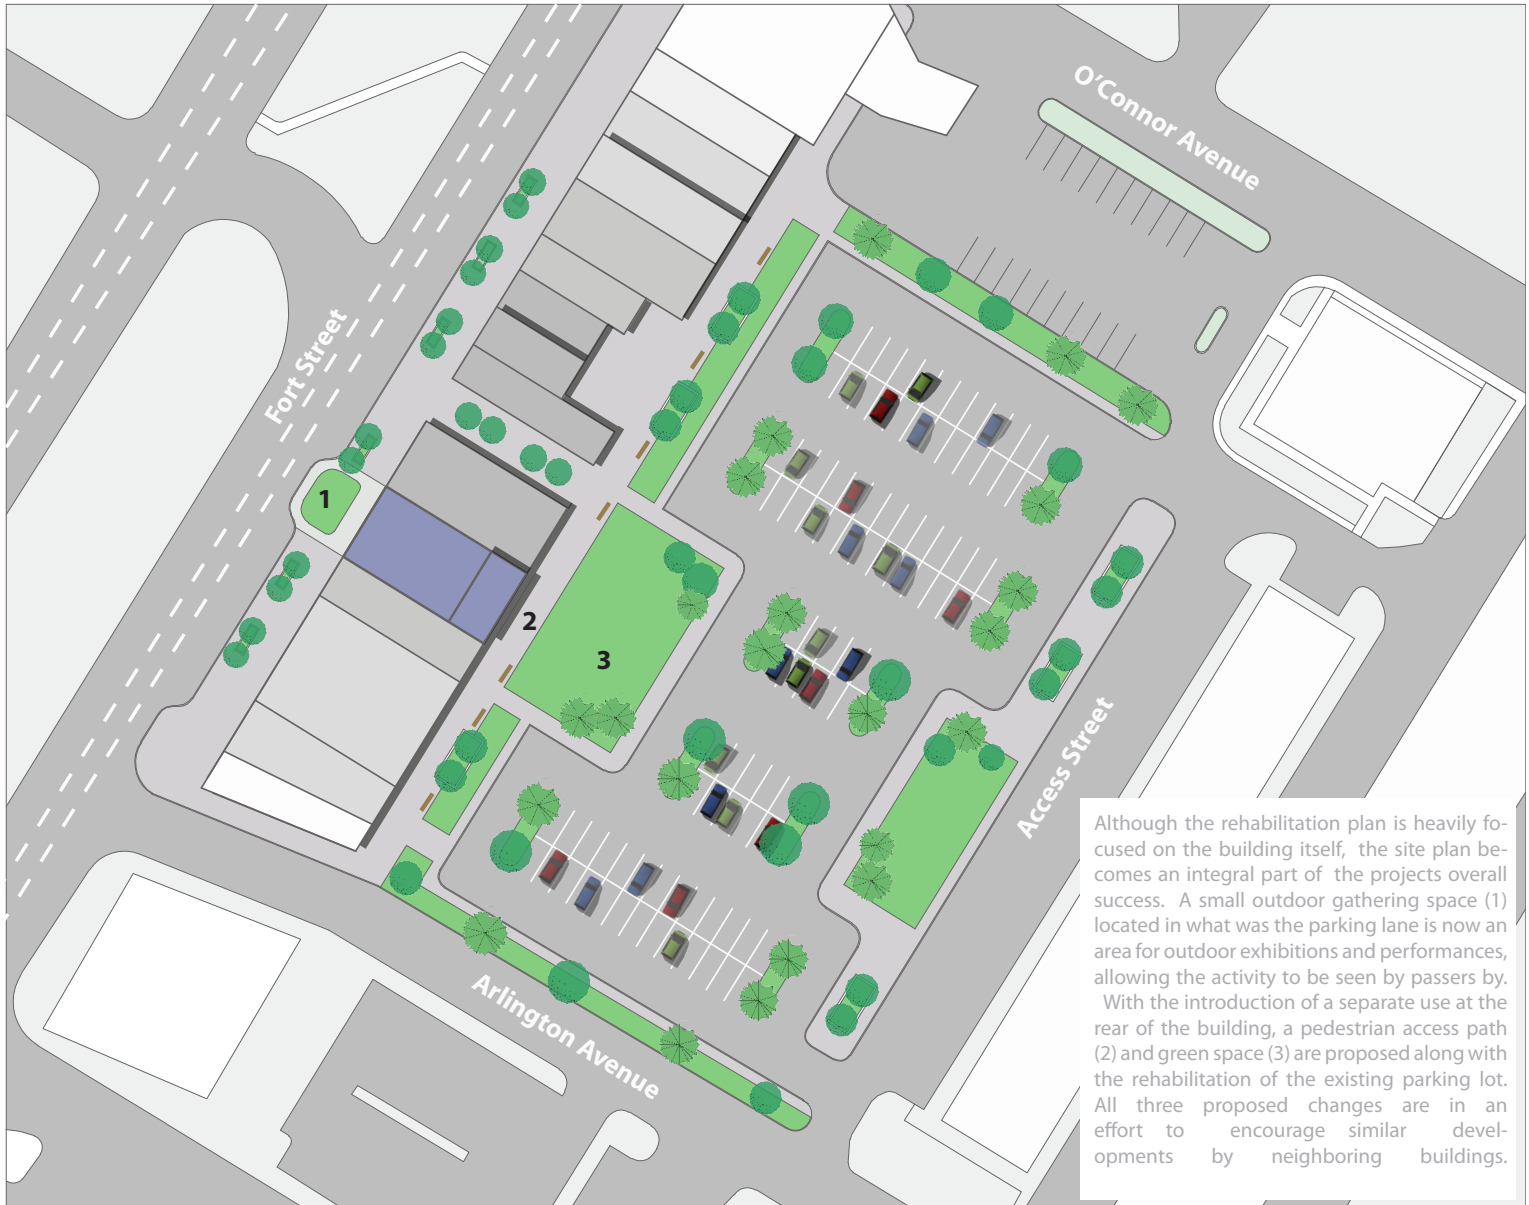 O'Connor Avenue
Fort Street
1
2
3
Access Street
Arlington Avenue
Although the rehabilitation plan is heavily fo-
cused on the building itself, the site plan be-
comes an integral part of the projects overall
success. A small outdoor gathering space (1)
located in what was the parking lane is now an
area for outdoor exhibitions and performances,
allowing the activity to be seen by passers by.
With the introduction of a separate use at the
rear of the building, a pedestrian access path
(2) and green space (3) are proposed along with
the rehabilitation of the existing parking lot.
All three proposed changes are in an
effort to encourage similar devel-
opments by neighboring buildings.